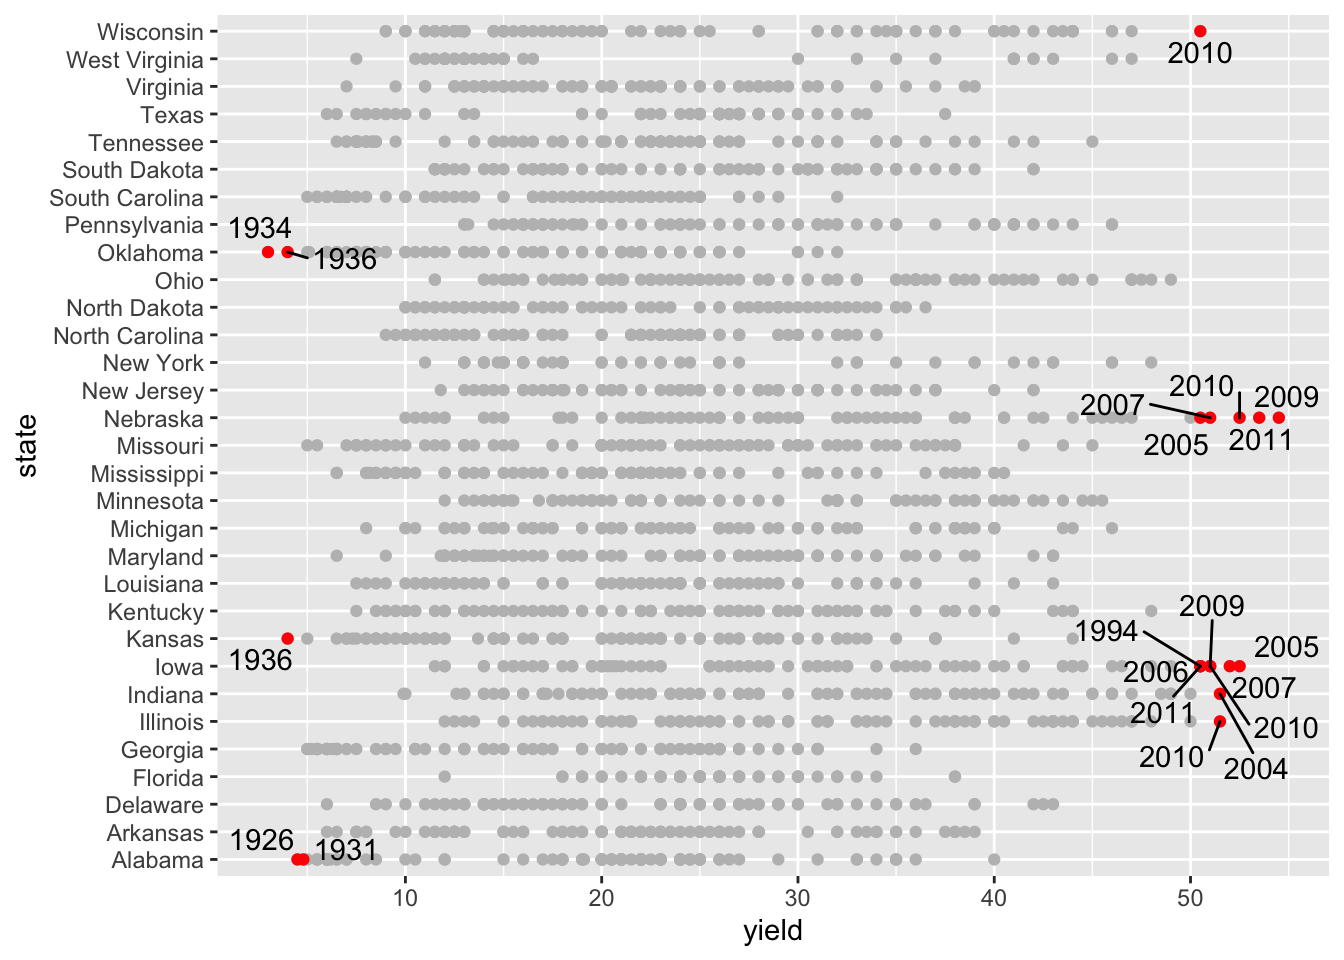 Wisconsin
2010
West Virginia
Virginia
Texas
Tennessee
South Dakota
South Carolina
Pennsylvania
1934
Oklahoma
1936
Ohio
North Dakota
North Carolina
New York
New Jersey
2010
2009
2007
Nebraska
2005
2011
Missouri
Mississippi
Minnesota
Michigan
Maryland
Louisiana
Kentucky
2009
1994
Kansas
2005
1936
Iowa
2006
2007
Indiana
2011
Illinois
2010
Georgia
2010
2004
Florida
Delaware
Arkansas
1926
1931
Alabama
state
10
20
30
40
50
yield